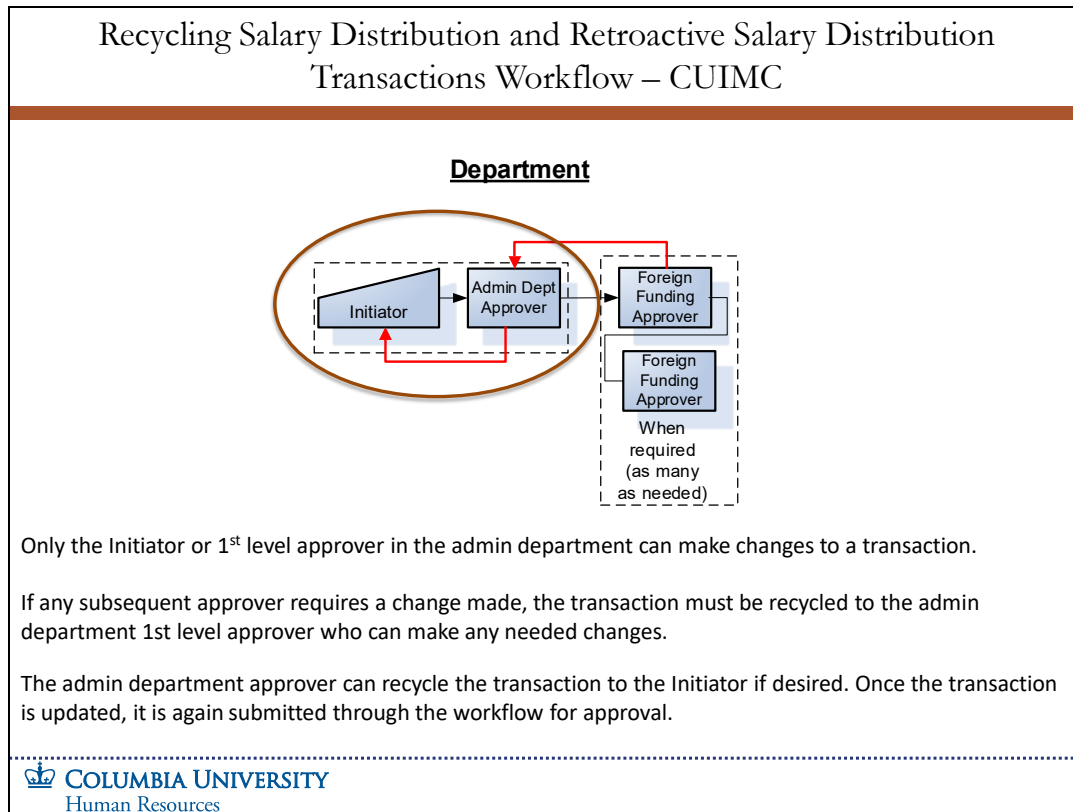 Recycling Salary Distribution and Retroactive Salary Distribution
Transactions Workflow – CUIMC
Department
Initiator
Admin Dept
Approver
Foreign
Funding
Approver
Foreign
Funding
Approver
When
required
(as many
as needed)
Only the Initiator or 1st level approver in the admin department can make changes to a transaction.
If any subsequent approver requires a change made, the transaction must be recycled to the admin
department 1st level approver who can make any needed changes.
The admin department approver can recycle the transaction to the Initiator if desired. Once the transaction
is updated, it is again submitted through the workflow for approval.
COLUMBIA UNIVERSITY
Human Resources